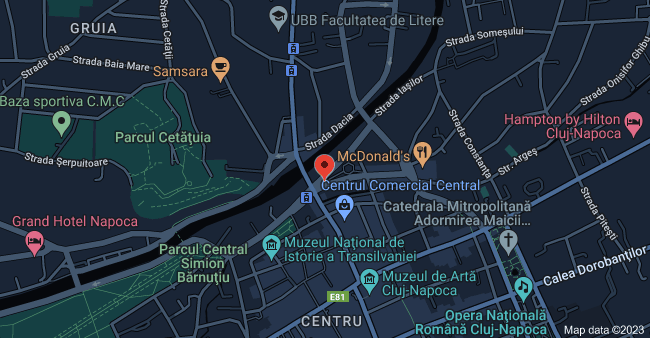 GRUIA
UBB Facultatea de Litere
Strada Cetății
Strada Gruia
Strada Baia Mare
Strada Someșului
Samsara
Strada Onisifor Ghibu
Strada Iașilor
Baza sportiva C.M.C
Parcul Cetățuia
Strada Dacia
Hampton by Hilton
Cluj-Napoca
Strada Constanța
McDonald's
Str-Argeș
Strada Șerpuitoare
Centrul Comercial Central
Catedrala Mitropolitană
Adormirea Maicii...
Strada Pitești
Grand Hotel Napoca
Parcul Central
Simion
Bărnuțiu
Muzeul Național de
Istorie a Transilvaniei
Muzeul de Artă
Cluj-Napoca
Calea Dorobanților
E81
CENTRU
Opera Națională
Română Cluj-Napoca
Map data ©2023